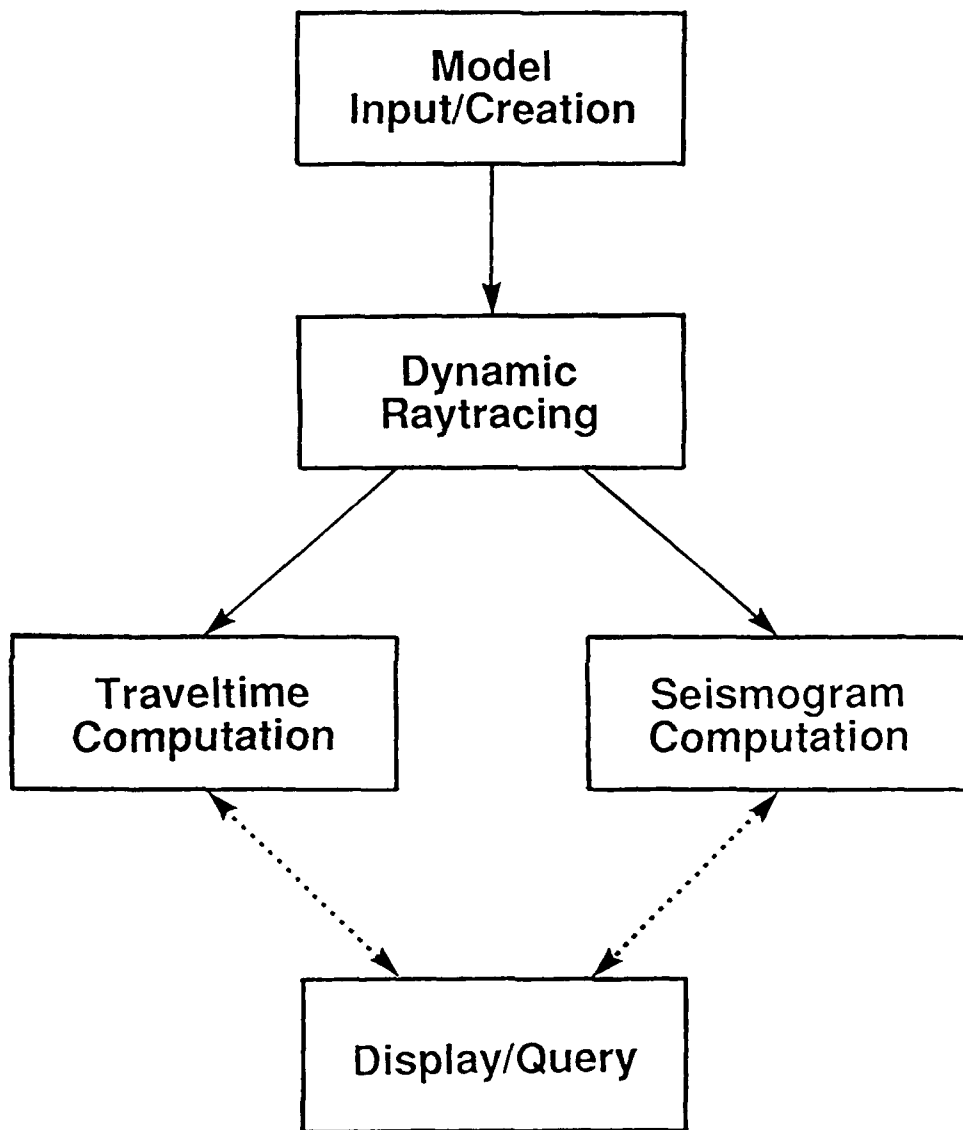 Model
Input/Creation
Dynamic
Raytracing
Traveltime
Computation
Seismogram
Computation
Display/Query